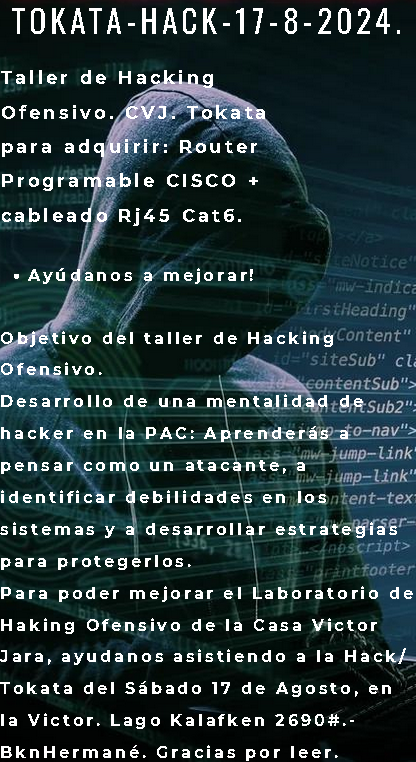 TOKATA-HACK-17-8-2024.
Taller de Hacking
Ofensivo. CVJ. Tokata
para adquirir: Router
Programable CISCO +
cableado Rj45 Cat6.
• Ayúdanos a mejorar!
Objetivo del taller de Hacking
Ofensivo.
Desarrollo de una mentalidad de
hacker en la PAC: Aprenderás a
pensar como un atacante, a
identificar debilidades en los
sistemas y a desarrollar estrategias
para protegerlos.
Para poder mejorar el Laboratorio de
Haking Ofensivo de la Casa Victor
Jara, ayudanos asistiendo a la Hack/
Tokata del Sábado 17 de Agosto, en
la Victor. Lago Kalafken 2690#.-
BknHermané. Gracias por leer.